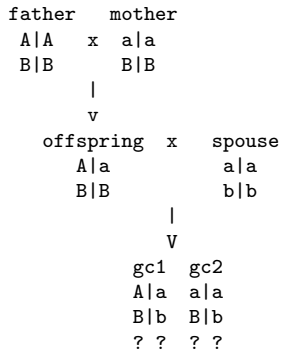 father mother
A|A x a|a
B|B B|B
|
v
offspring x spouse
A|a a|a
B|B b|b
|
V
gc1 gc2
A|a a|a
B|b B|b
? ? ? ?